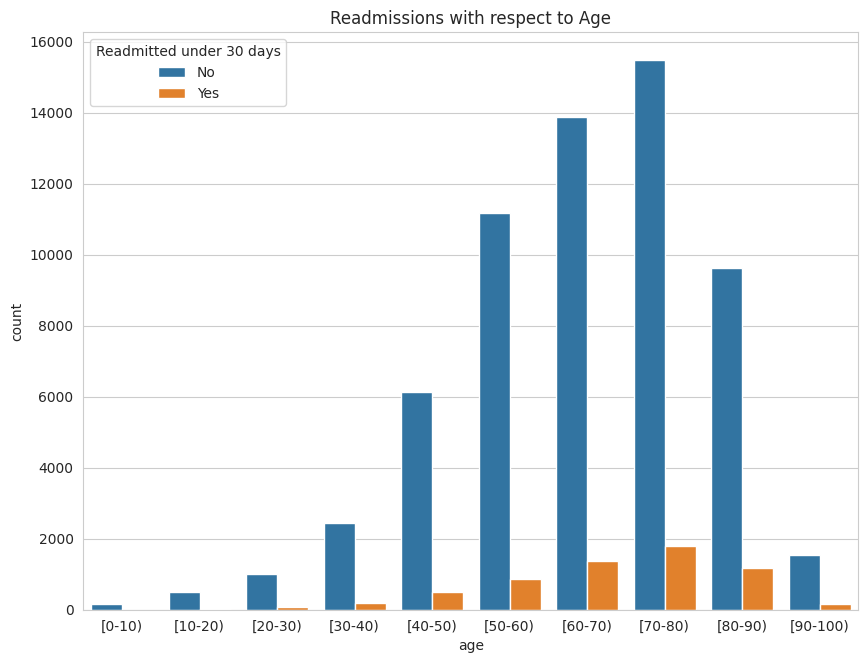 Readmissions with respect to Age
Readmitted under 30 days
No
Yes
16000
14000
12000
10000
8000
6000
4000
2000
0
count
[0-10) [10-20) [20-30) [30-40) [40-50) [50-60) [60-70) [70-80) [80-90) [90-100)
age